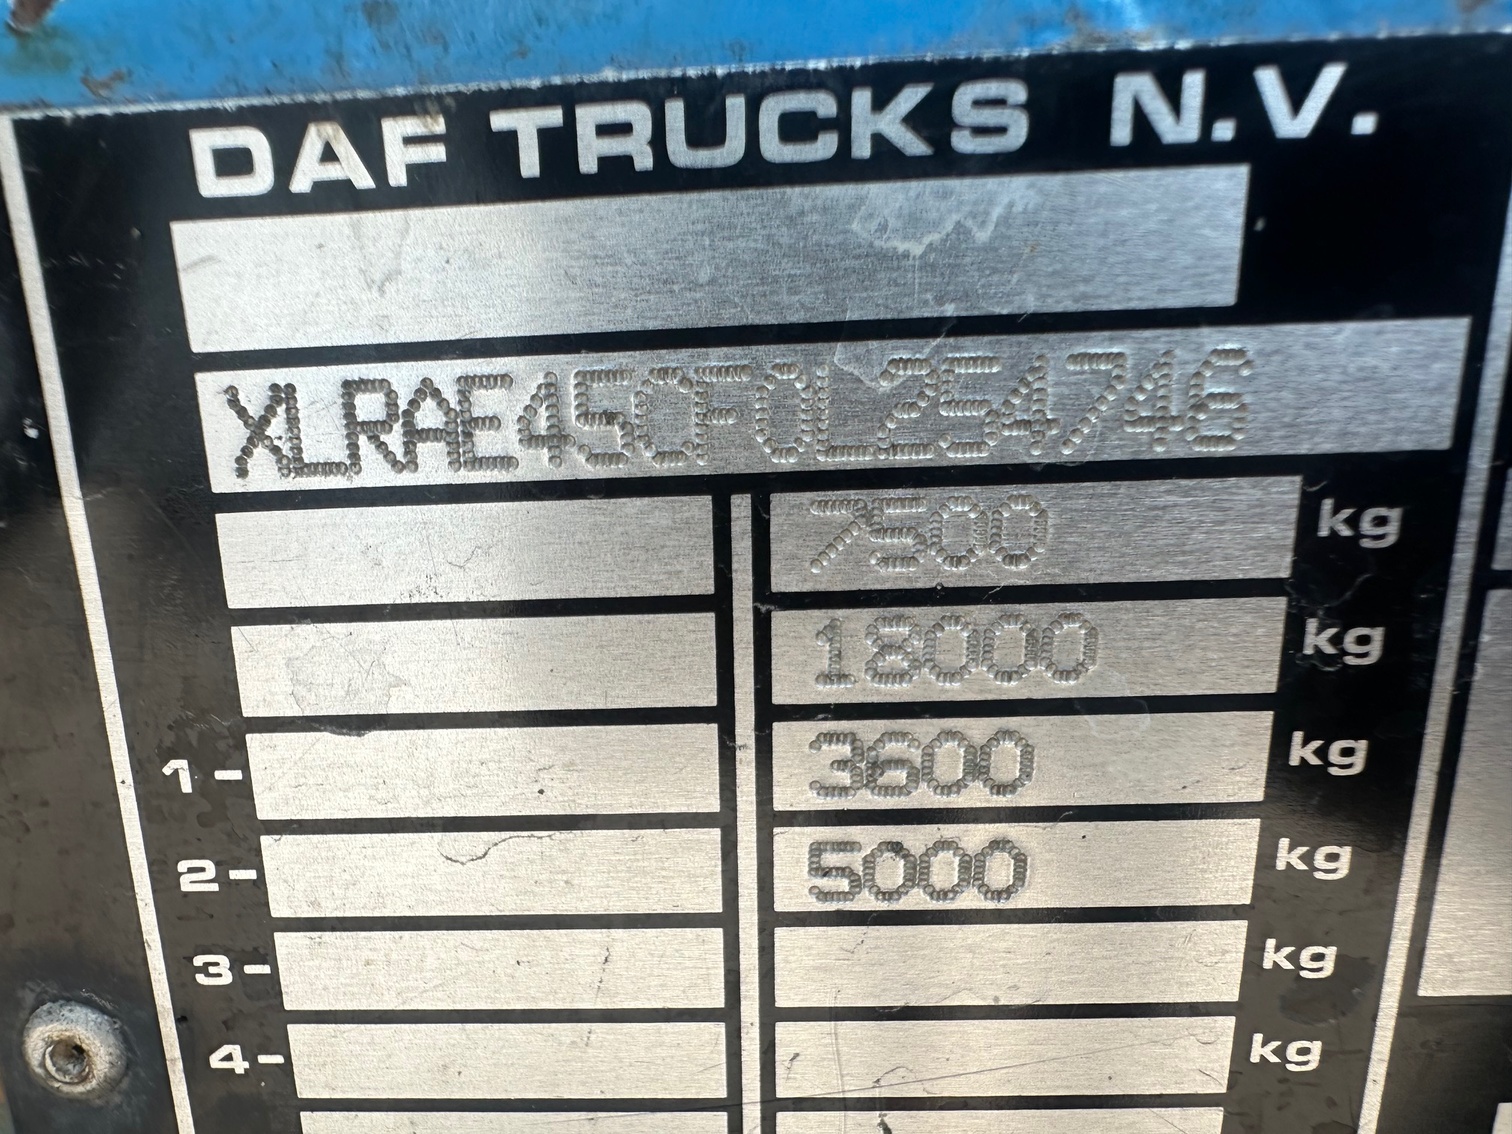 DAF TRUCKS N.V.
XLRAE45CF0L254746
7500 kg
18000 kg
1- 3600 kg
2- 5000 kg
3- kg
4- kg